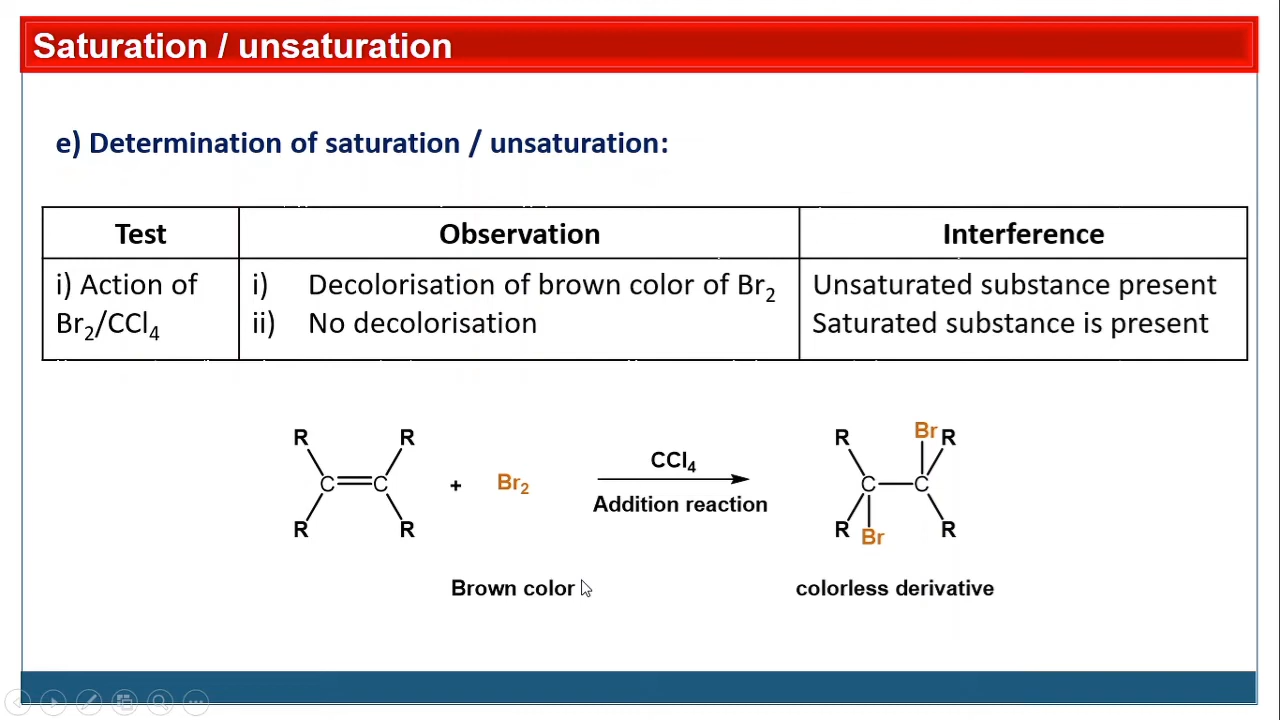 Saturation / unsaturation
e) Determination of saturation / unsaturation:
Test Observation Interference
i) Action of i) Decolorisation of brown color of Br2 Unsaturated substance present
Br2/CCl4 ii) No decolorisation Saturated substance is present
R R CCl4 R Br R
C C + Br2 Addition reaction C C
R R R Br R
Brown color colorless derivative